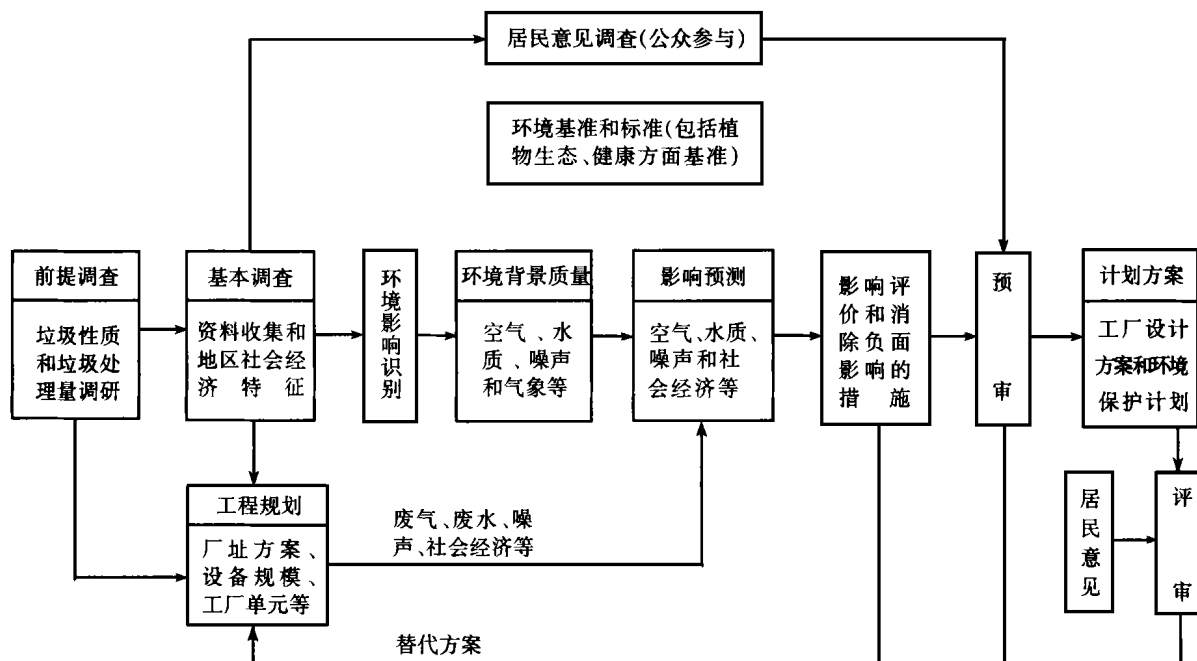 居民意见调查(公众参与)
环境基准和标准(包括植
物生态、健康方面基准)
前提调查
垃圾性质
和垃圾处
理量调研
基本调查
资料收集和
地区社会经
济特征
环境影响识别
环境背景质量
空气、水
质、噪声
和气象等
影响预测
空气、水质、
噪声和社
会经济等
影响评
价和消
除负面
影响的
措施
预审
计划方案
工厂设计
方案和环境
保护计划
工程规划
厂址方案、
设备规模、
工厂单元等
废气、废水、噪
声、社会经济等
居民意见
评审
替代方案